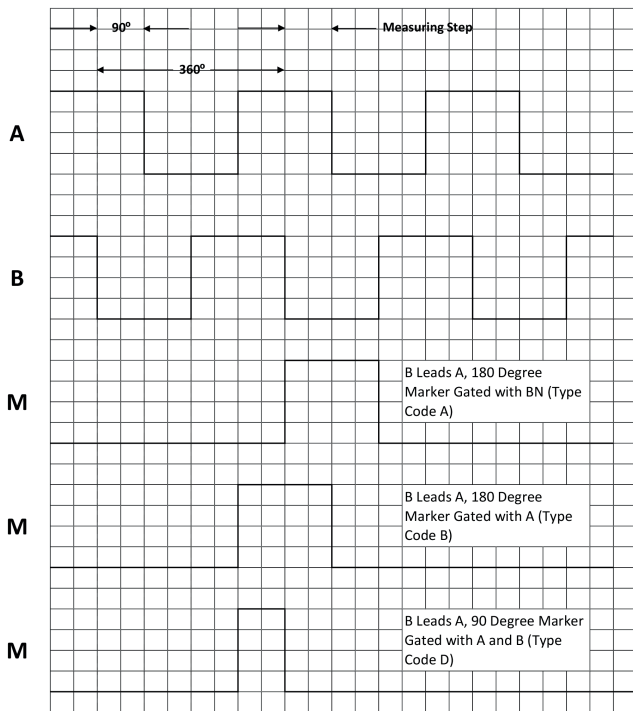 90º
Measuring Step
360º
A
B
M
B Leads A, 180 Degree
Marker Gated with BN (Type
Code A)
M
B Leads A, 180 Degree
Marker Gated with A (Type
Code B)
M
B Leads A, 90 Degree Marker
Gated with A and B (Type
Code D)